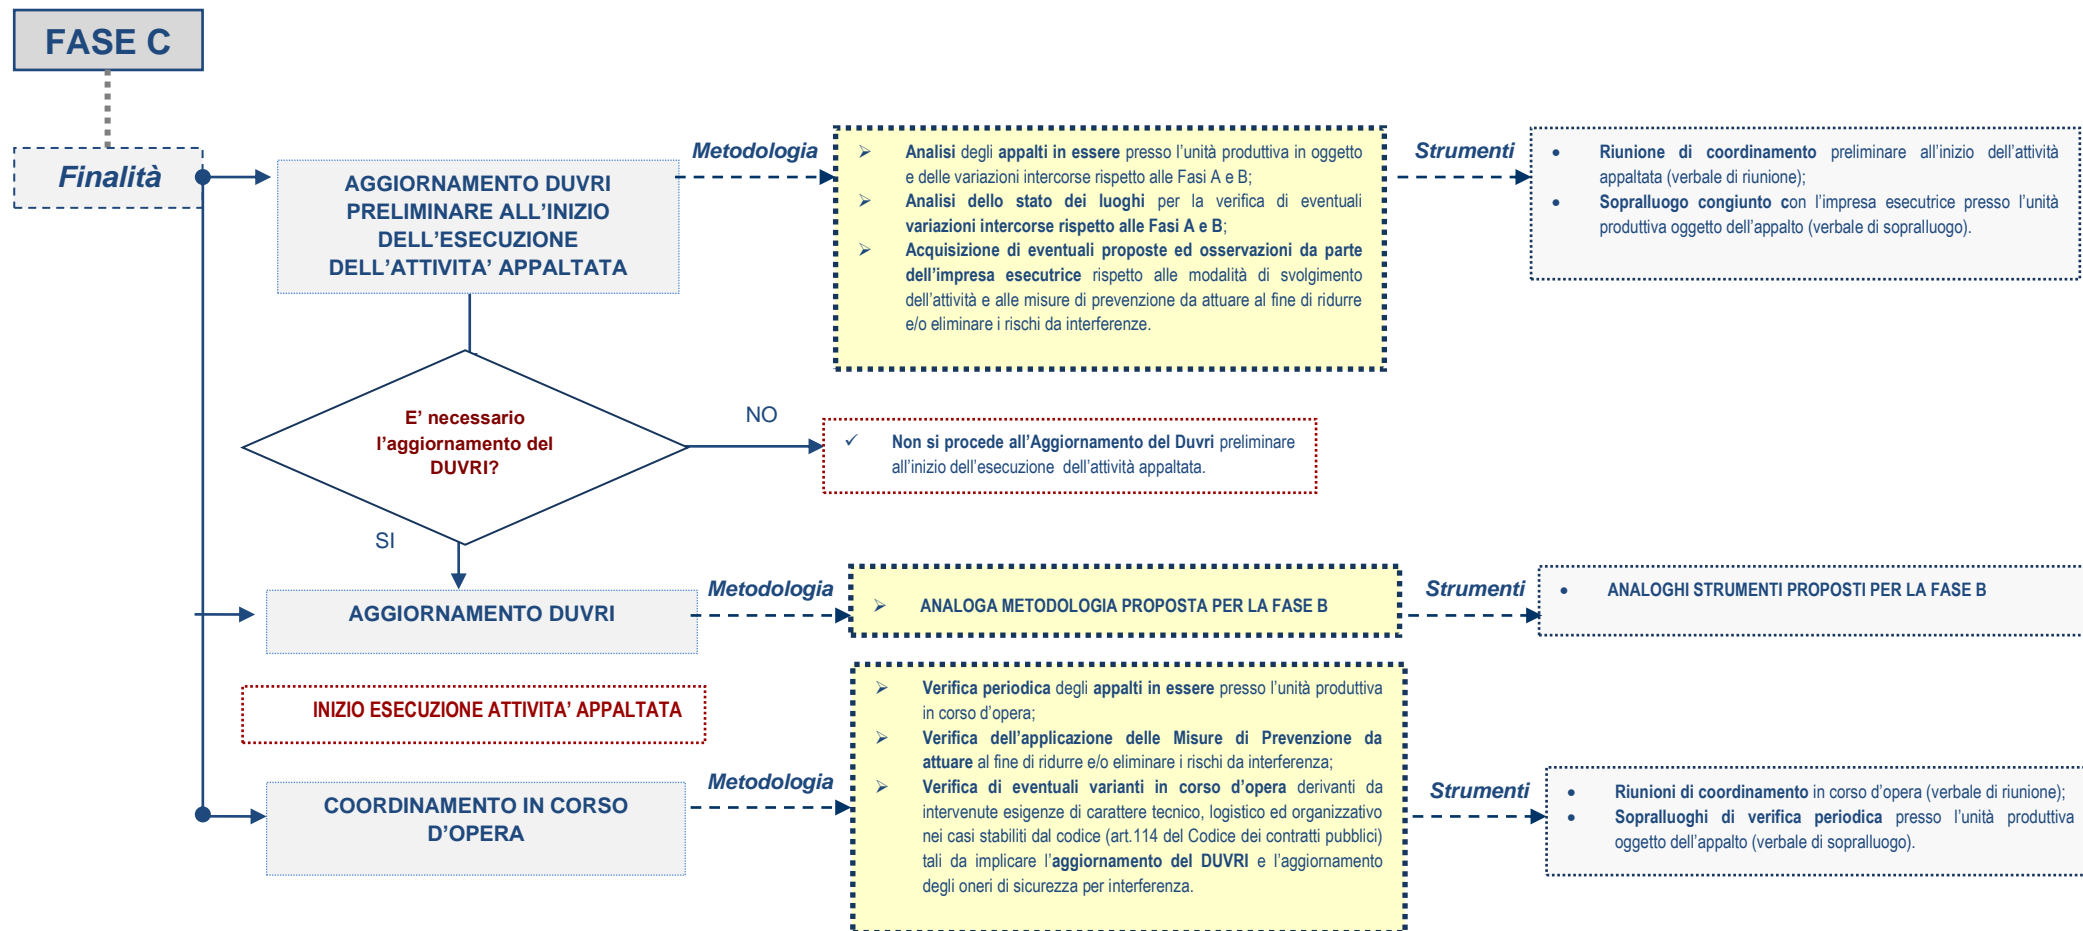 FASE C
Finalità
AGGIORNAMENTO DUVRI
PRELIMINARE ALL’INIZIO
DELL’ESECUZIONE
DELL’ATTIVITA’ APPALTATA
Metodologia
➢ Analisi degli appalti in essere presso l’unità produttiva in oggetto
e delle variazioni intercorse rispetto alle Fasi A e B;
➢ Analisi dello stato dei luoghi per la verifica di eventuali
variazioni intercorse rispetto alle Fasi A e B;
➢ Acquisizione di eventuali proposte ed osservazioni da parte
dell’impresa esecutrice rispetto alle modalità di svolgimento
dell’attività e alle misure di prevenzione da attuare al fine di ridurre
e/o eliminare i rischi da interferenze.
Strumenti
• Riunione di coordinamento preliminare all’inizio dell’attività
appaltata (verbale di riunione);
• Sopralluogo congiunto con l’impresa esecutrice presso l’unità
produttiva oggetto dell’appalto (verbale di sopralluogo).
E’ necessario
l’aggiornamento del
DUVRI?
NO
✓ Non si procede all’Aggiornamento del Duvri preliminare
all’inizio dell’esecuzione dell’attività appaltata.
SI
AGGIORNAMENTO DUVRI
Metodologia
➢ ANALOGA METODOLOGIA PROPOSTA PER LA FASE B
Strumenti
• ANALOGHI STRUMENTI PROPOSTI PER LA FASE B
INIZIO ESECUZIONE ATTIVITA’ APPALTATA
COORDINAMENTO IN CORSO
D’OPERA
Metodologia
➢ Verifica periodica degli appalti in essere presso l’unità produttiva
in corso d’opera;
➢ Verifica dell’applicazione delle Misure di Prevenzione da
attuare al fine di ridurre e/o eliminare i rischi da interferenza;
➢ Verifica di eventuali varianti in corso d’opera derivanti da
intervenute esigenze di carattere tecnico, logistico ed organizzativo
nei casi stabiliti dal codice (art.114 del Codice dei contratti pubblici)
tali da implicare l’aggiornamento del DUVRI e l’aggiornamento
degli oneri di sicurezza per interferenza.
Strumenti
• Riunioni di coordinamento in corso d’opera (verbale di riunione);
• Sopralluoghi di verifica periodica presso l’unità produttiva
oggetto dell’appalto (verbale di sopralluogo).